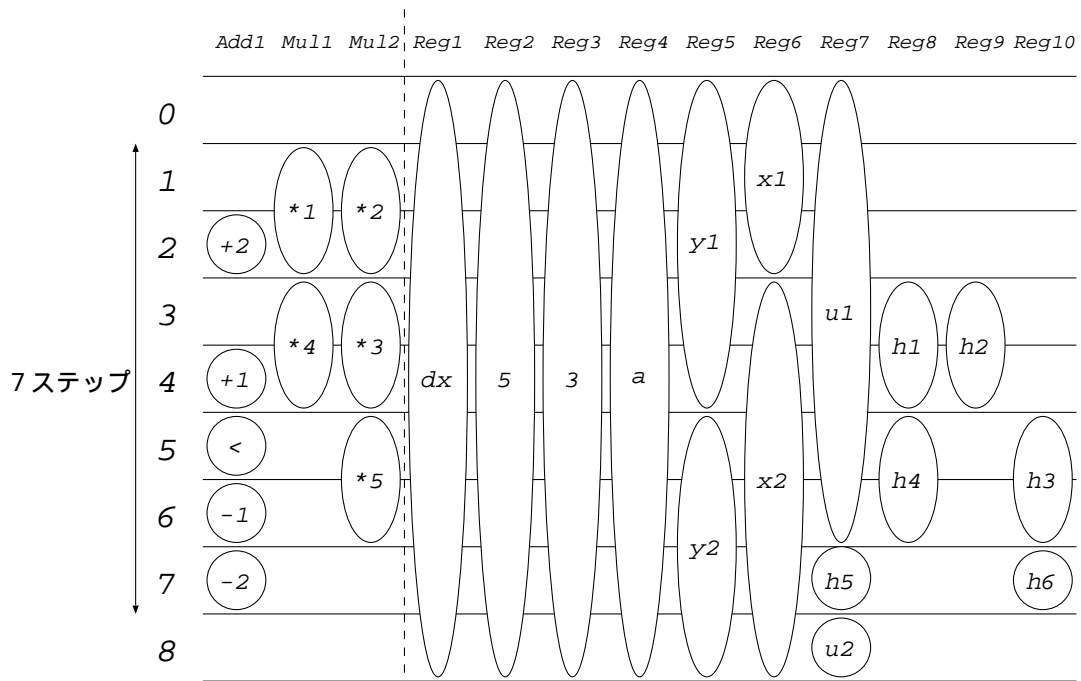 Add1 Mul1 Mul2 Reg1 Reg2 Reg3 Reg4 Reg5 Reg6 Reg7 Reg8 Reg9 Reg10
0
1 *1 *2 x1
2 +2 y1
3 u1
*4 *3 h1 h2
7ステップ 4 +1 dx 5 3 a
5 <
*5 x2 h4 h3
6 -1
y2
7 -2 h5 h6
8 u2